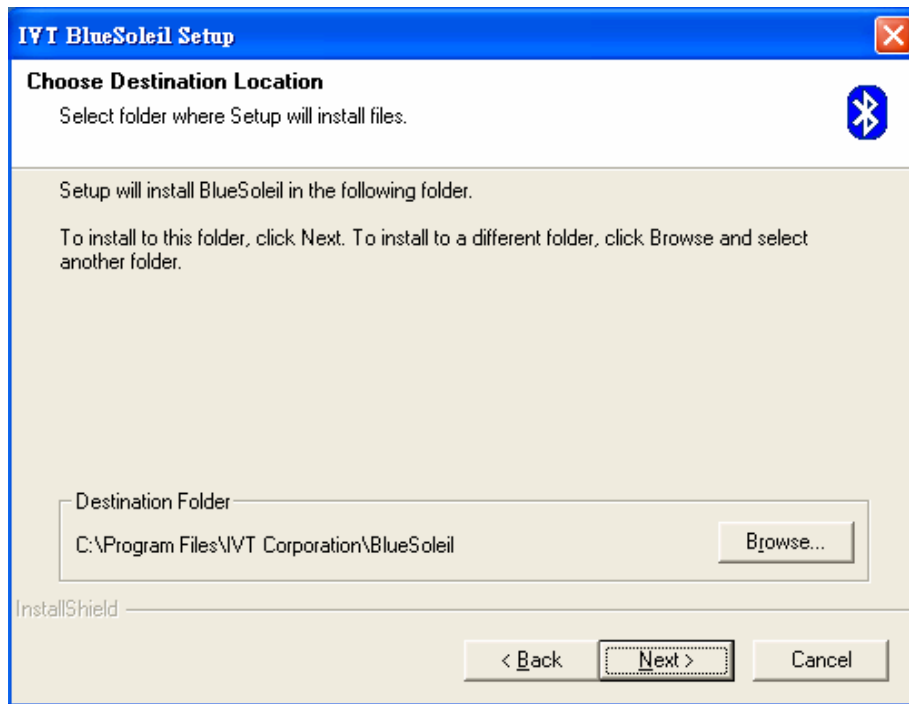 IVT BlueSoleil Setup
Choose Destination Location
Select folder where Setup will install files.
Setup will install BlueSoleil in the following folder.
To install to this folder, click Next. To install to a different folder, click Browse and select
another folder.
Destination Folder
C:\Program Files\IVT Corporation\BlueSoleil
Browse...
InstallShield
< Back
Next >
Cancel